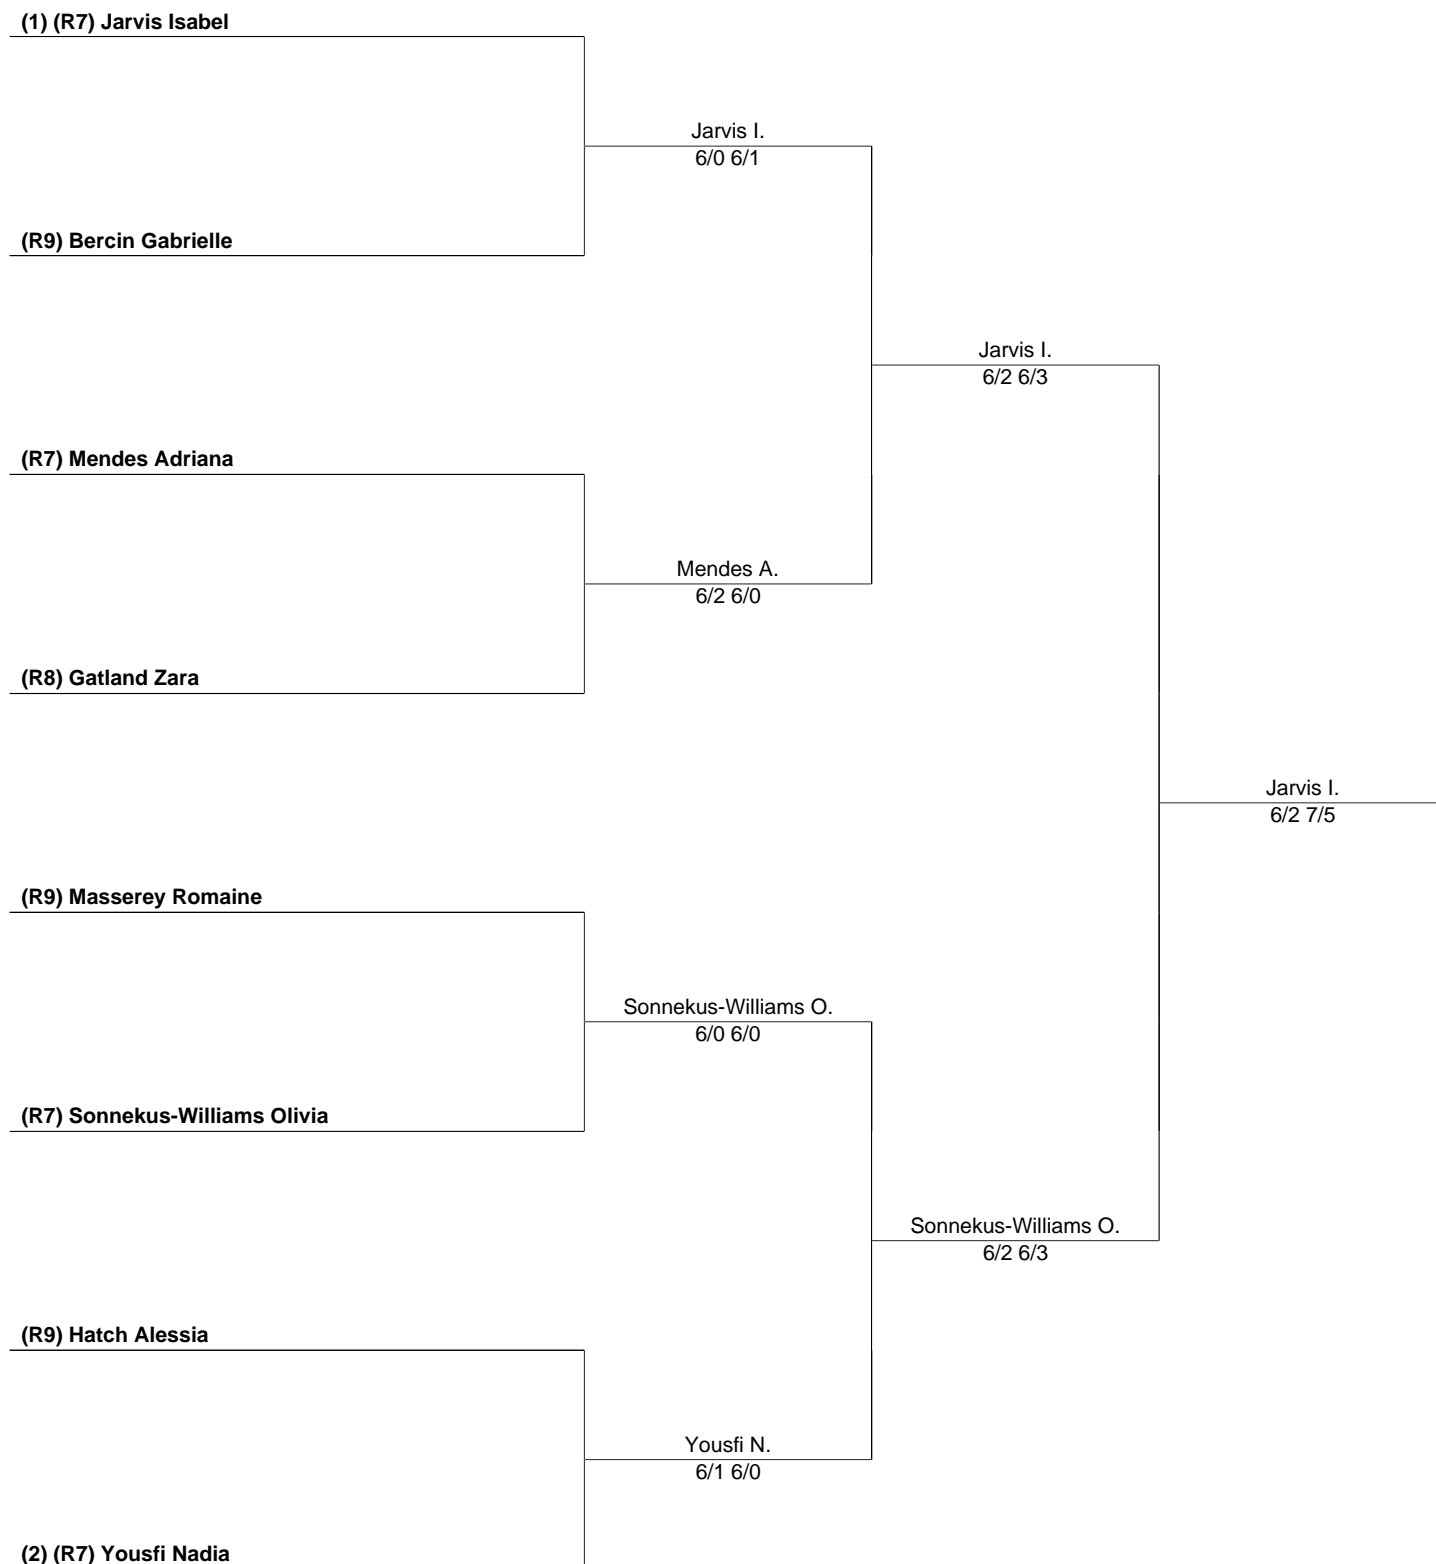 (1) (R7) Jarvis Isabel
Jarvis I.
6/0 6/1
(R9) Bercin Gabrielle
Jarvis I.
6/2 6/3
(R7) Mendes Adriana
Mendes A.
6/2 6/0
(R8) Gatland Zara
Jarvis I.
6/2 7/5
(R9) Masserey Romaine
Sonnekus-Williams O.
6/0 6/0
(R7) Sonnekus-Williams Olivia
Sonnekus-Williams O.
6/2 6/3
(R9) Hatch Alessia
Yousfi N.
6/1 6/0
(2) (R7) Yousfi Nadia